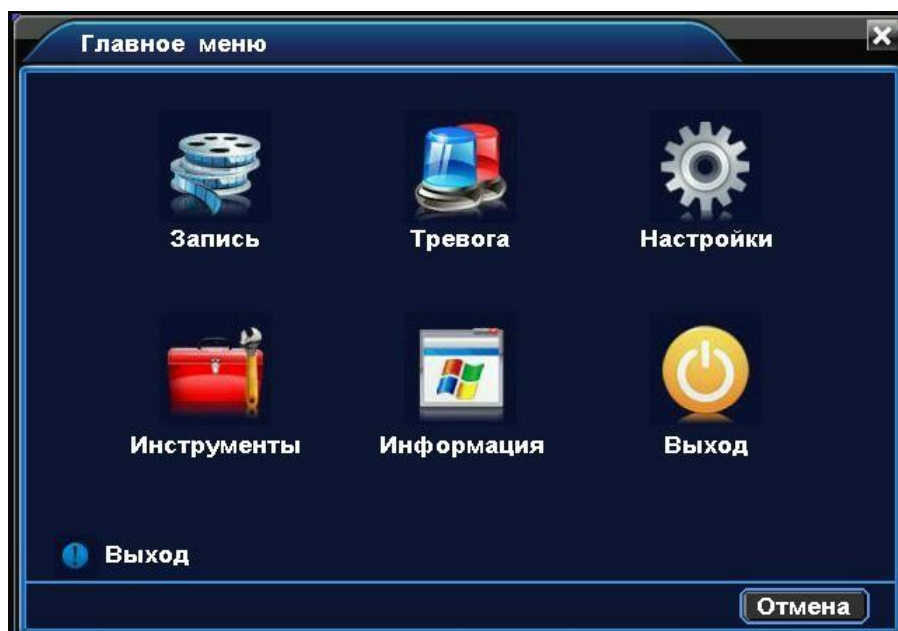 Главное меню
Запись
Тревога
Настройки
Инструменты
Информация
Выход
Выход
Отмена